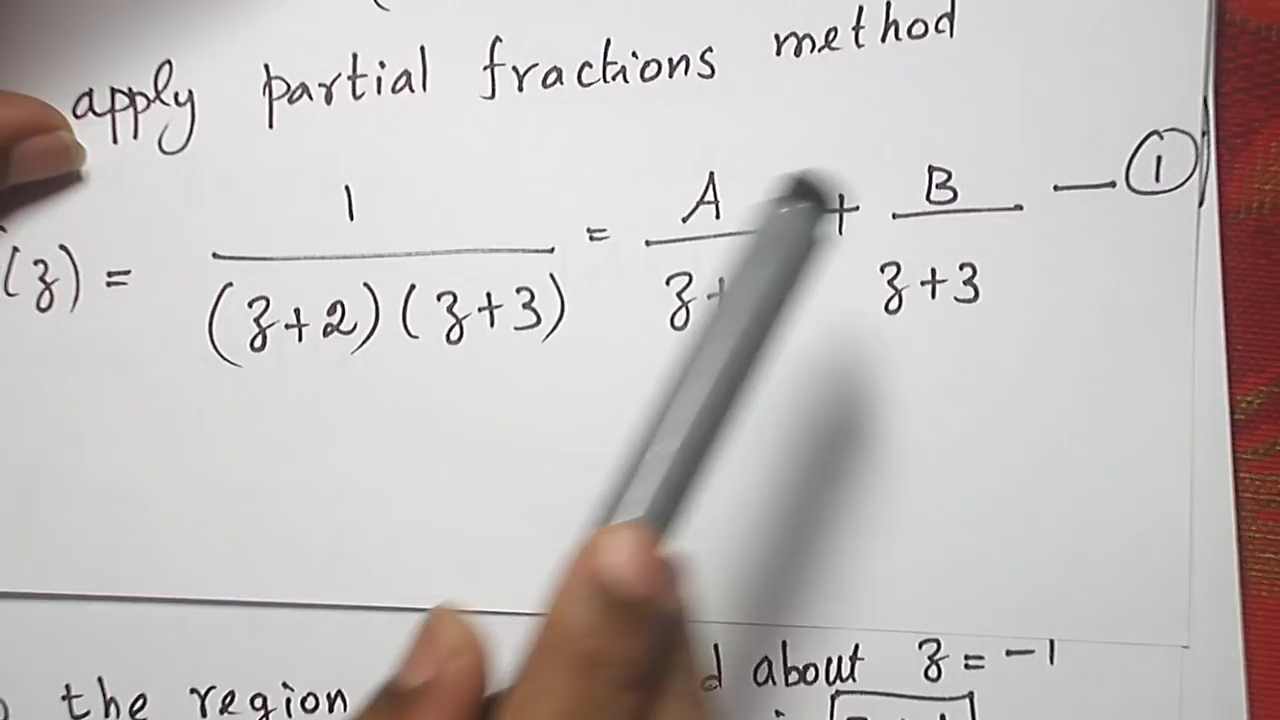 apply partial fractions method
(z) = 1 / (z+2)(z+3) = A / z+ + B / z+3 — ①
the region about z = -1